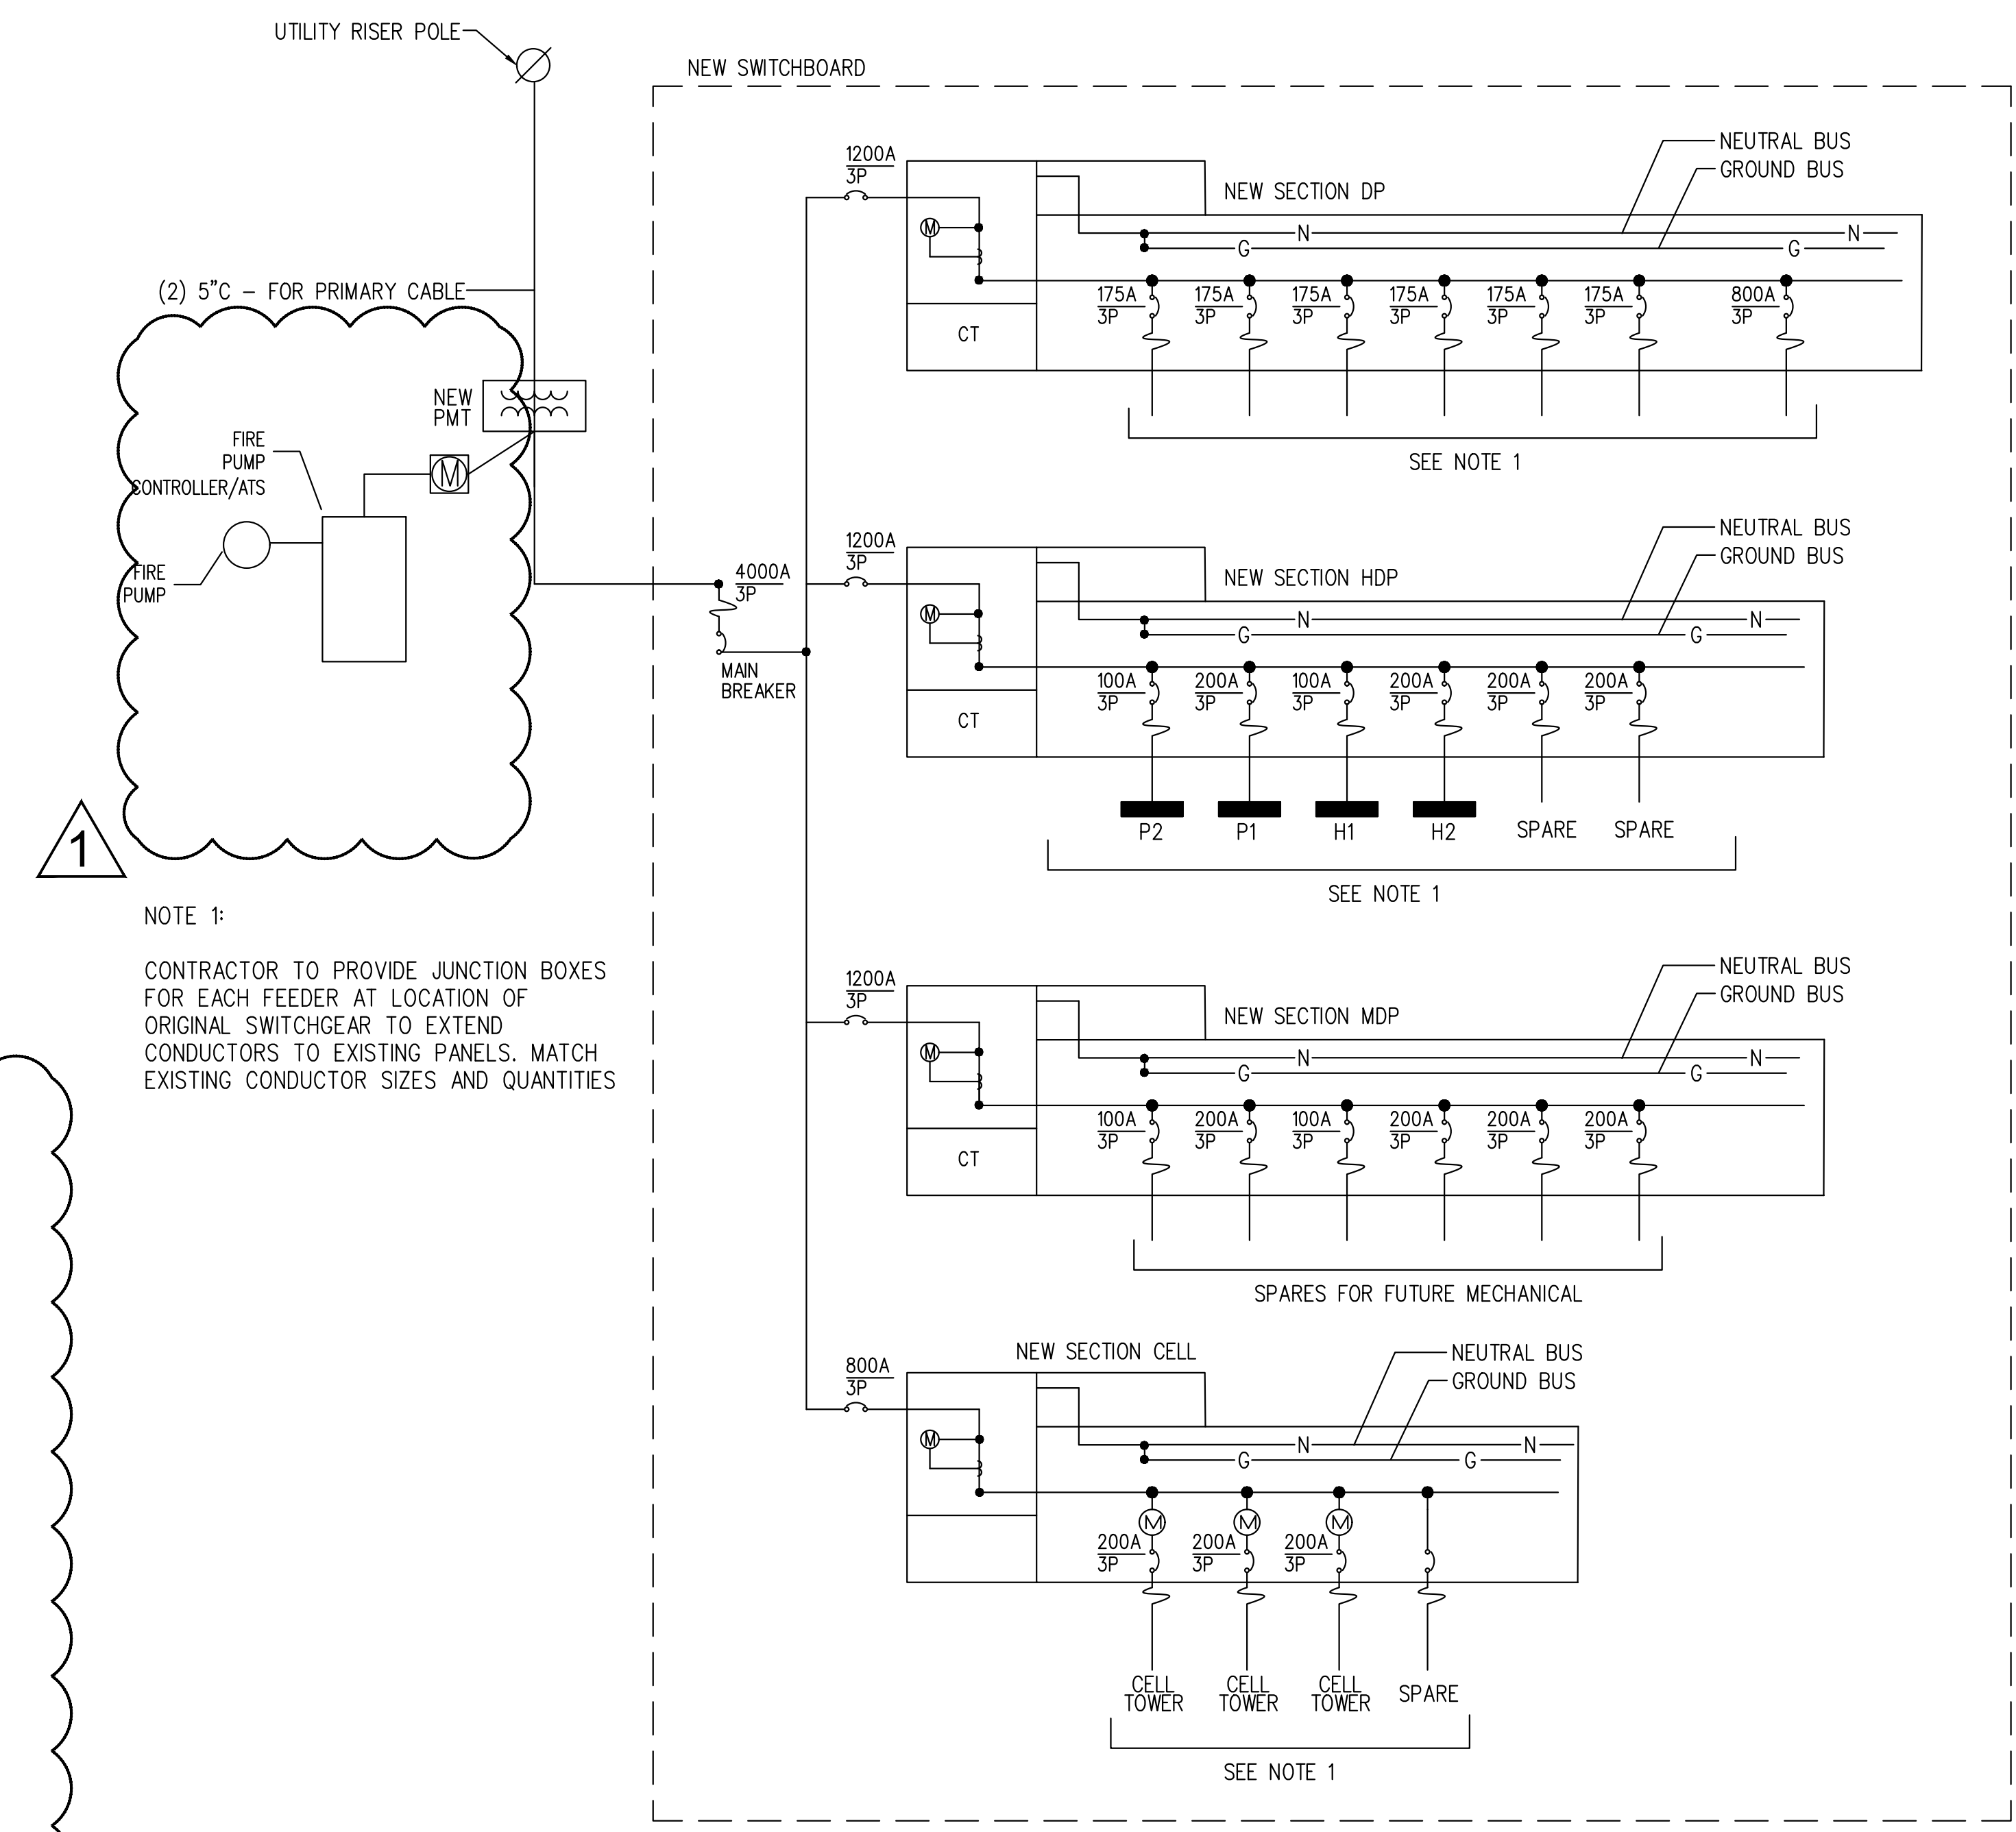 UTILITY RISER POLE
(2) 5"C – FOR PRIMARY CABLE
NEW
PMT
FIRE
PUMP
CONTROLLER/ATS
M
FIRE
PUMP
1
NOTE 1:
CONTRACTOR TO PROVIDE JUNCTION BOXES
FOR EACH FEEDER AT LOCATION OF
ORIGINAL SWITCHGEAR TO EXTEND
CONDUCTORS TO EXISTING PANELS. MATCH
EXISTING CONDUCTOR SIZES AND QUANTITIES
NEW SWITCHBOARD
4000A
3P
MAIN
BREAKER
1200A
3P
NEW SECTION DP
NEUTRAL BUS
GROUND BUS
M
N N
G G
CT
175A 175A 175A 175A 175A 175A 800A
3P 3P 3P 3P 3P 3P 3P
SEE NOTE 1
1200A
3P
NEW SECTION HDP
NEUTRAL BUS
GROUND BUS
M
N N
G G
CT
100A 200A 100A 200A 200A 200A
3P 3P 3P 3P 3P 3P
P2 P1 H1 H2 SPARE SPARE
SEE NOTE 1
1200A
3P
NEW SECTION MDP
NEUTRAL BUS
GROUND BUS
M
N N
G G
CT
100A 200A 100A 200A 200A 200A
3P 3P 3P 3P 3P 3P
SPARES FOR FUTURE MECHANICAL
800A
3P
NEW SECTION CELL
NEUTRAL BUS
GROUND BUS
M
N N
G G
M M M
200A 200A 200A
3P 3P 3P
CELL CELL CELL
TOWER TOWER TOWER SPARE
SEE NOTE 1